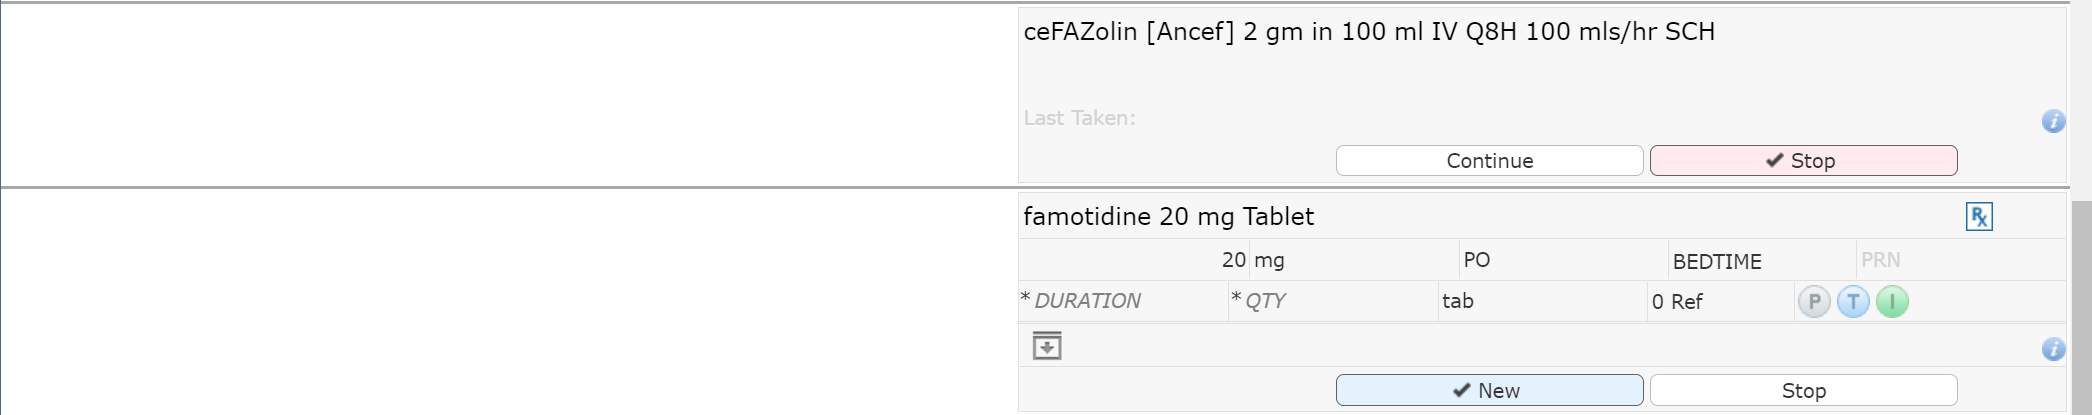 ceFAZolin [Ancef] 2 gm in 100 ml IV Q8H 100 mls/hr SCH
Last Taken:
i
Continue ✔ Stop
famotidine 20 mg Tablet Rx
20 mg PO BEDTIME PRN
* DURATION * QTY tab 0 Ref P T I
i
✔ New Stop